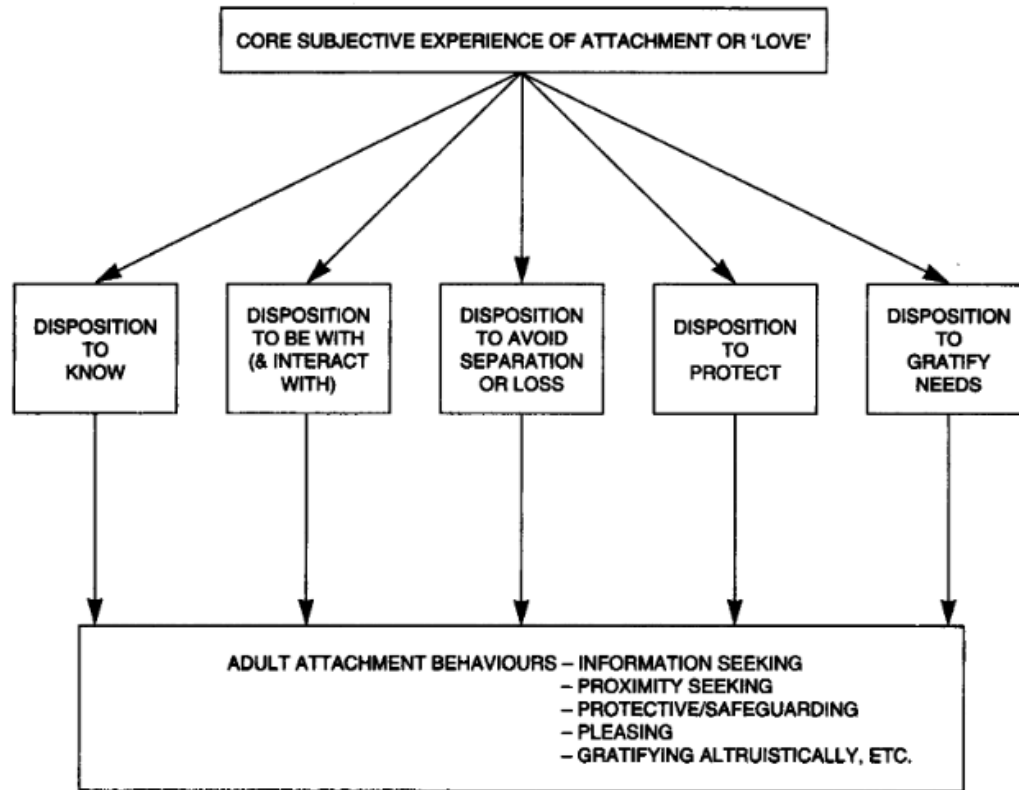 CORE SUBJECTIVE EXPERIENCE OF ATTACHMENT OR 'LOVE'
DISPOSITION
TO
KNOW
DISPOSITION
TO BE WITH
(& INTERACT
WITH)
DISPOSITION
TO AVOID
SEPARATION
OR LOSS
DISPOSITION
TO
PROTECT
DISPOSITION
TO
GRATIFY
NEEDS
ADULT ATTACHMENT BEHAVIOURS – INFORMATION SEEKING
– PROXIMITY SEEKING
– PROTECTIVE/SAFEGUARDING
– PLEASING
– GRATIFYING ALTRUISTICALLY, ETC.